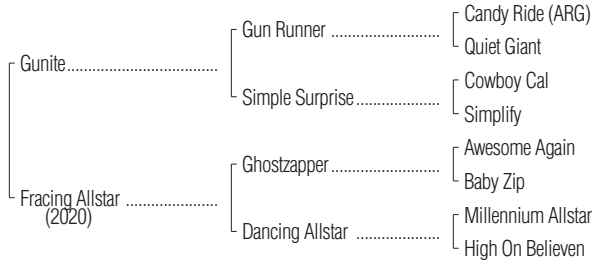 Candy Ride (ARG)
Gun Runner ........................
Quiet Giant
Gunite.................................
Cowboy Cal
Simple Surprise ..................
Simplify
Awesome Again
Ghostzapper .......................
Baby Zip
Fracing Allstar ....................
(2020)
Millennium Allstar
Dancing Allstar ..................
High On Believen